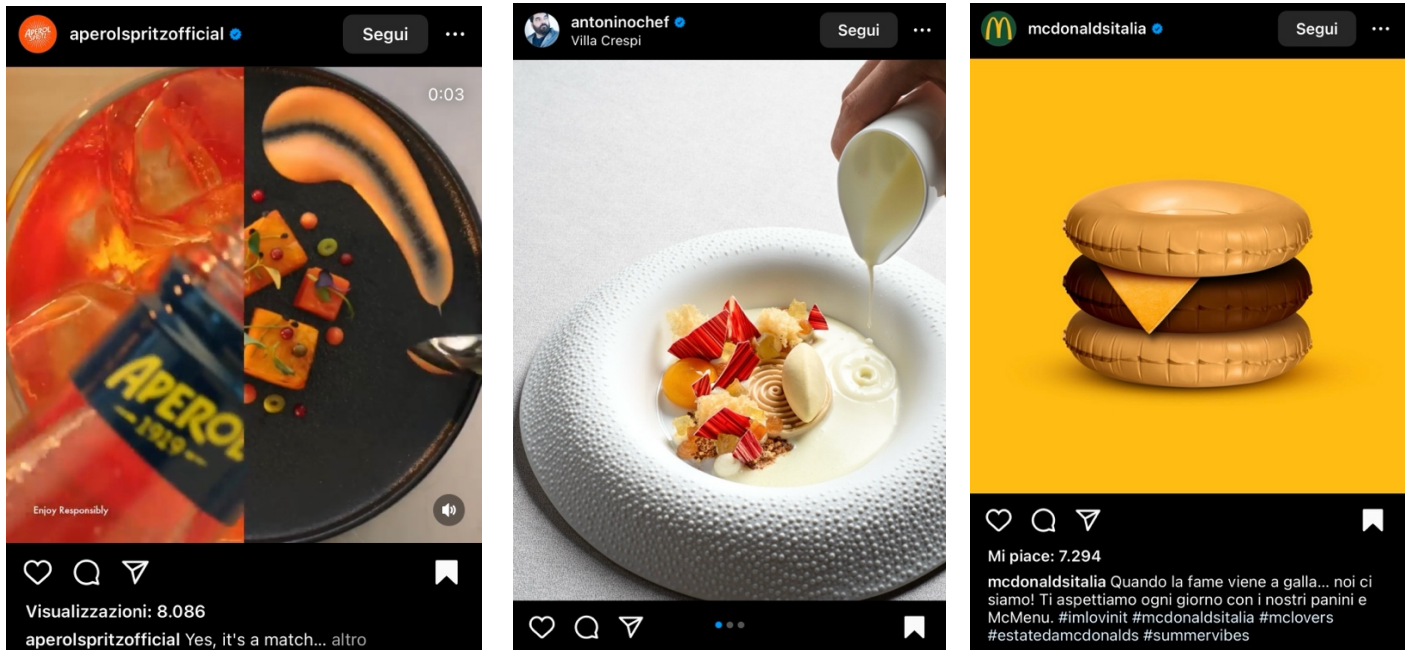 aperolspritzofficial
Segui
0:03
APEROL
1919
Enjoy Responsibly
Visualizzazioni: 8.086
aperolspritzofficial Yes, it's a match... altro
antoninochef
Villa Crespi
Segui
mcdonaldsitalia
Segui
Mi piace: 7.294
mcdonaldsitalia Quando la fame viene a galla... noi ci
siamo! Ti aspettiamo ogni giorno con i nostri panini e
McMenu. #imlovinit #mcdonaldsitalia #mclovers
#estatedamcdonalds #summervibes